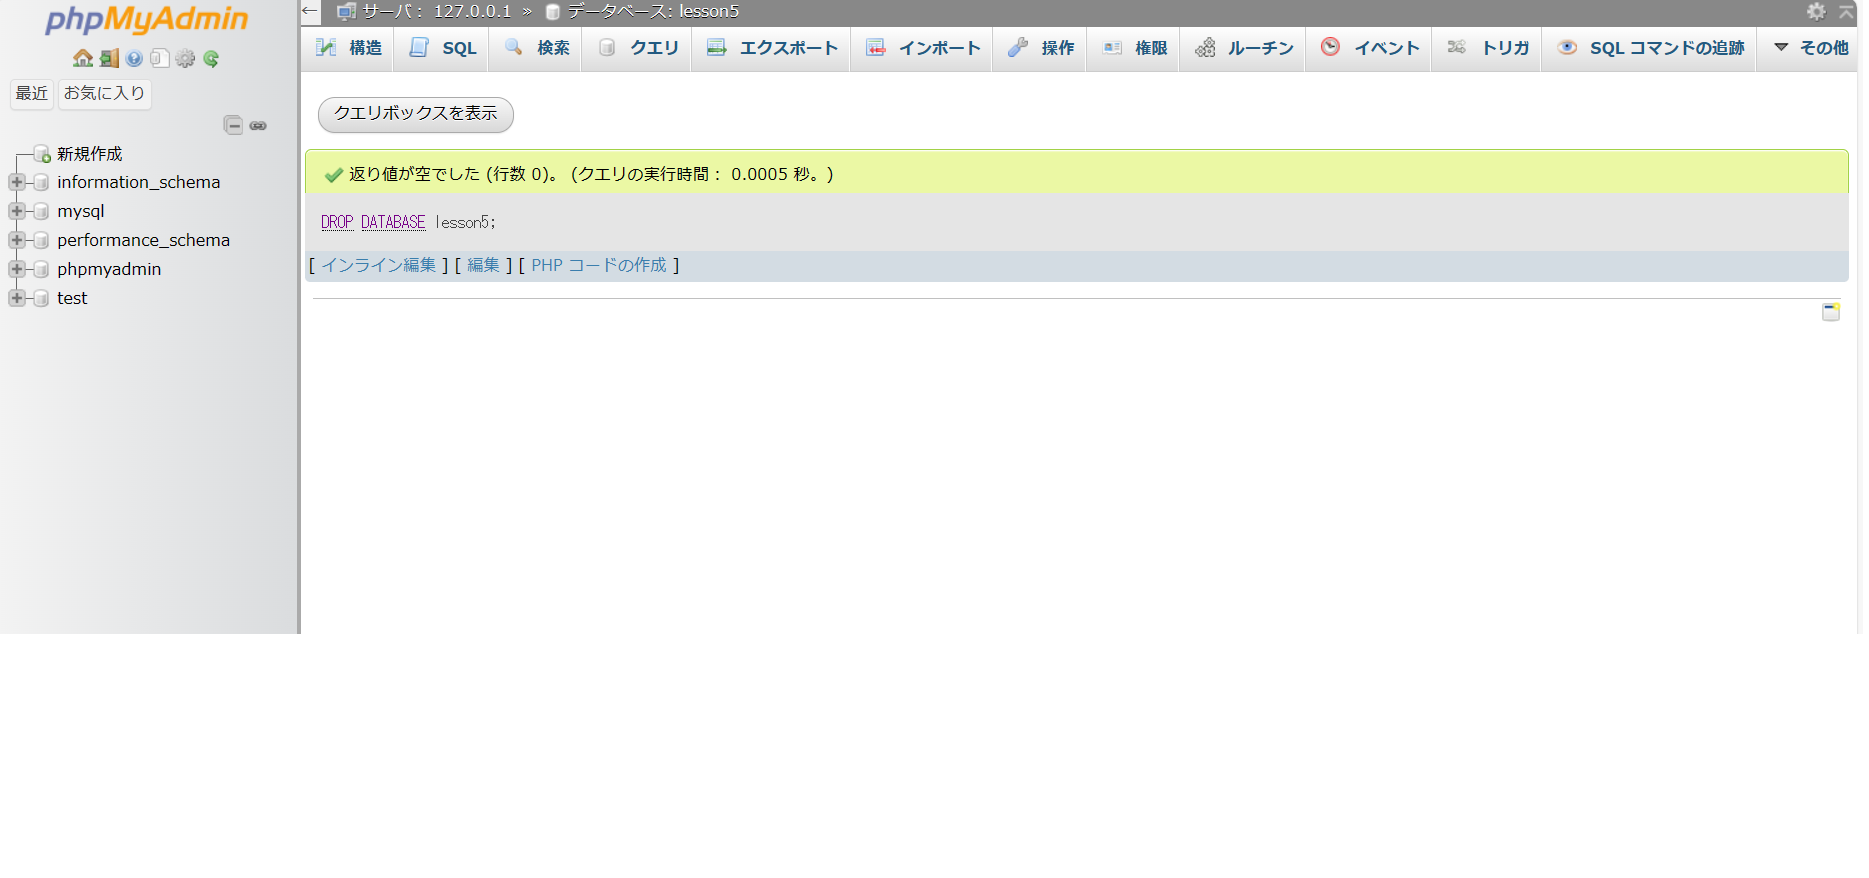 phpMyAdmin
最近 お気に入り
新規作成
information_schema
mysql
performance_schema
phpmyadmin
test
← サーバ： 127.0.0.1 » データベース: lesson5
構造 SQL 検索 クエリ エクスポート インポート 操作 権限 ルーチン イベント トリガ SQL コマンドの追跡 その他
クエリボックスを表示
返り値が空でした (行数 0)。 (クエリの実行時間： 0.0005 秒。)
DROP DATABASE lesson5;
[ インライン編集 ] [ 編集 ] [ PHP コードの作成 ]